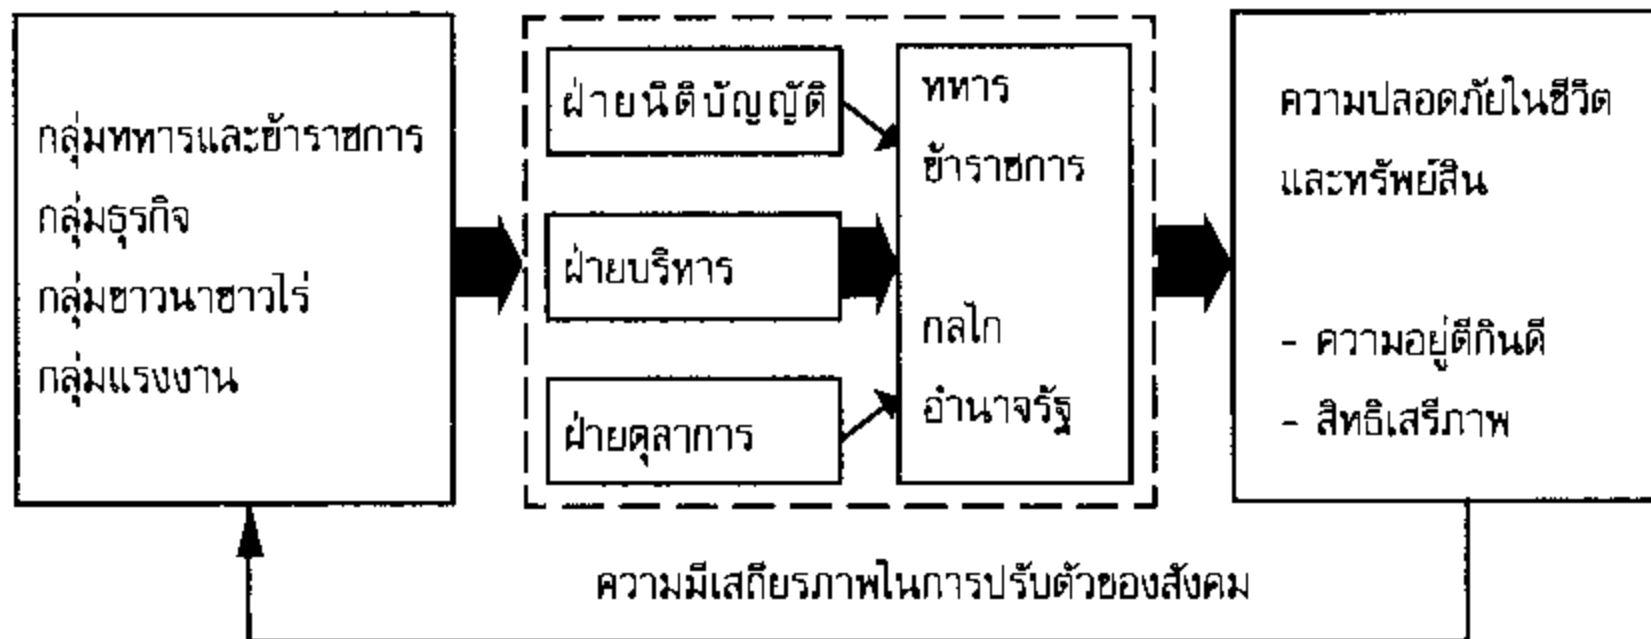 กลุ่มทหารและข้าราชการ
กลุ่มธุรกิจ
กลุ่มชาวนาชาวไร่
กลุ่มแรงงาน
ฝ่ายนิติบัญญัติ
ฝ่ายบริหาร
ฝ่ายตุลาการ
ทหาร
ข้าราชการ
กลไก
อำนาจรัฐ
ความปลอดภัยในชีวิต
และทรัพย์สิน
- ความอยู่ดีกินดี
- สิทธิเสรีภาพ
ความมีเสถียรภาพในการปรับตัวของสังคม